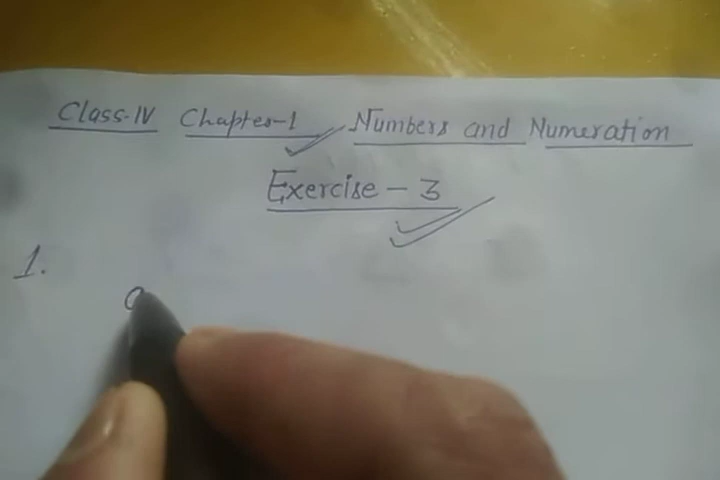 Class-IV Chapter-1 Numbers and Numeration
Exercise - 3
1.